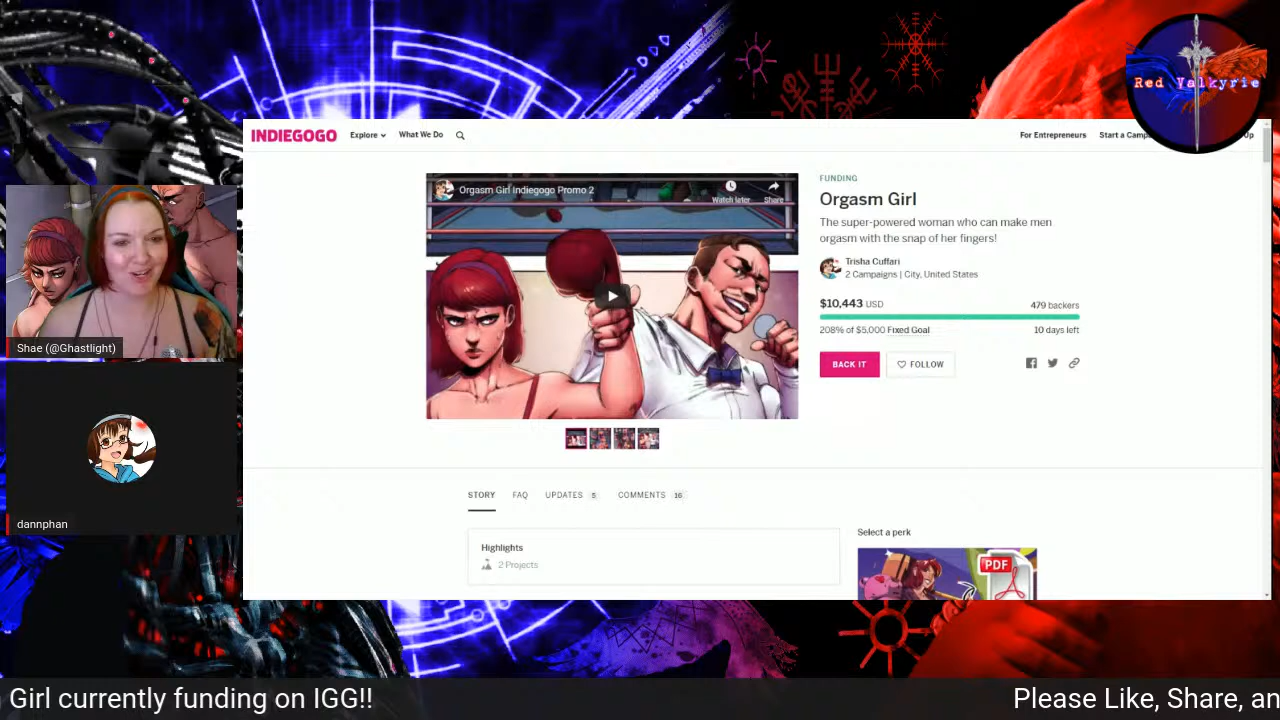 Red Valkyrie
INDIEGOGO Explore What We Do
For Entrepreneurs Start a Camp Up
Orgasm Girl Indiegogo Promo 2
Watch later Share
FUNDING
Orgasm Girl
The super-powered woman who can make men
orgasm with the snap of her fingers!
Trisha Cuffari
2 Campaigns | City, United States
$10,443 USD 479 backers
208% of $5,000 Fixed Goal 10 days left
BACK IT FOLLOW
Shae (@Ghastlight)
dannphan
STORY FAQ UPDATES 5 COMMENTS 16
Highlights
2 Projects
Select a perk
PDF
Girl currently funding on IGG!!
Please Like, Share, an